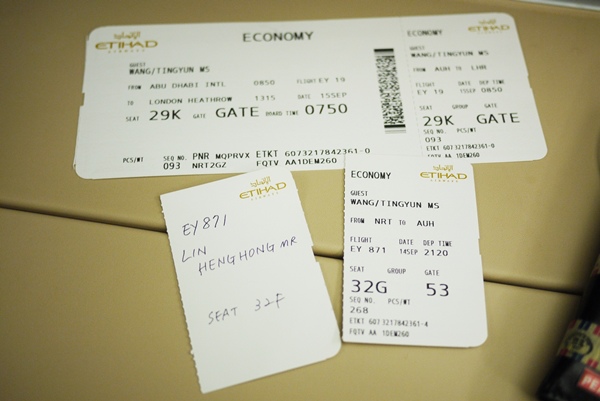 ETIHAD
AIRWAYS
ECONOMY
GUEST
WANG/TINGYUN MS
FROM ABU DHABI INTL 0850 FLIGHT EY 19
TO LONDON HEATHROW 1315 DATE 15SEP
SEAT 29K GATE GATE BOARD TIME 0750
PCS/WT SEQ NO. PNR MQPRVX ETKT 6073217842361-0
093 NRT2GZ FQTV AA1DEM260
ECONOMY
ETIHAD
GUEST
WANG/TINGYUN MS
FROM AUH TO LHR
FLIGHT DATE DEP TIME
EY 19 15SEP 0850
SEAT GROUP GATE
29K GATE
SEQ NO. PCS/WT
093
ETKT 6073217842361-0
FQTV AA 1DEM260
ETIHAD
EY 871
LIN
HENGHONG MR
SEAT 32F
ECONOMY
ETIHAD
GUEST
WANG/TINGYUN MS
FROM NRT TO AUH
FLIGHT DATE DEP TIME
EY 871 14SEP 2120
SEAT GROUP GATE
32G 53
SEQ NO. PCS/WT
268
ETKT 6073217842361-4
FQTV AA 1DEM260